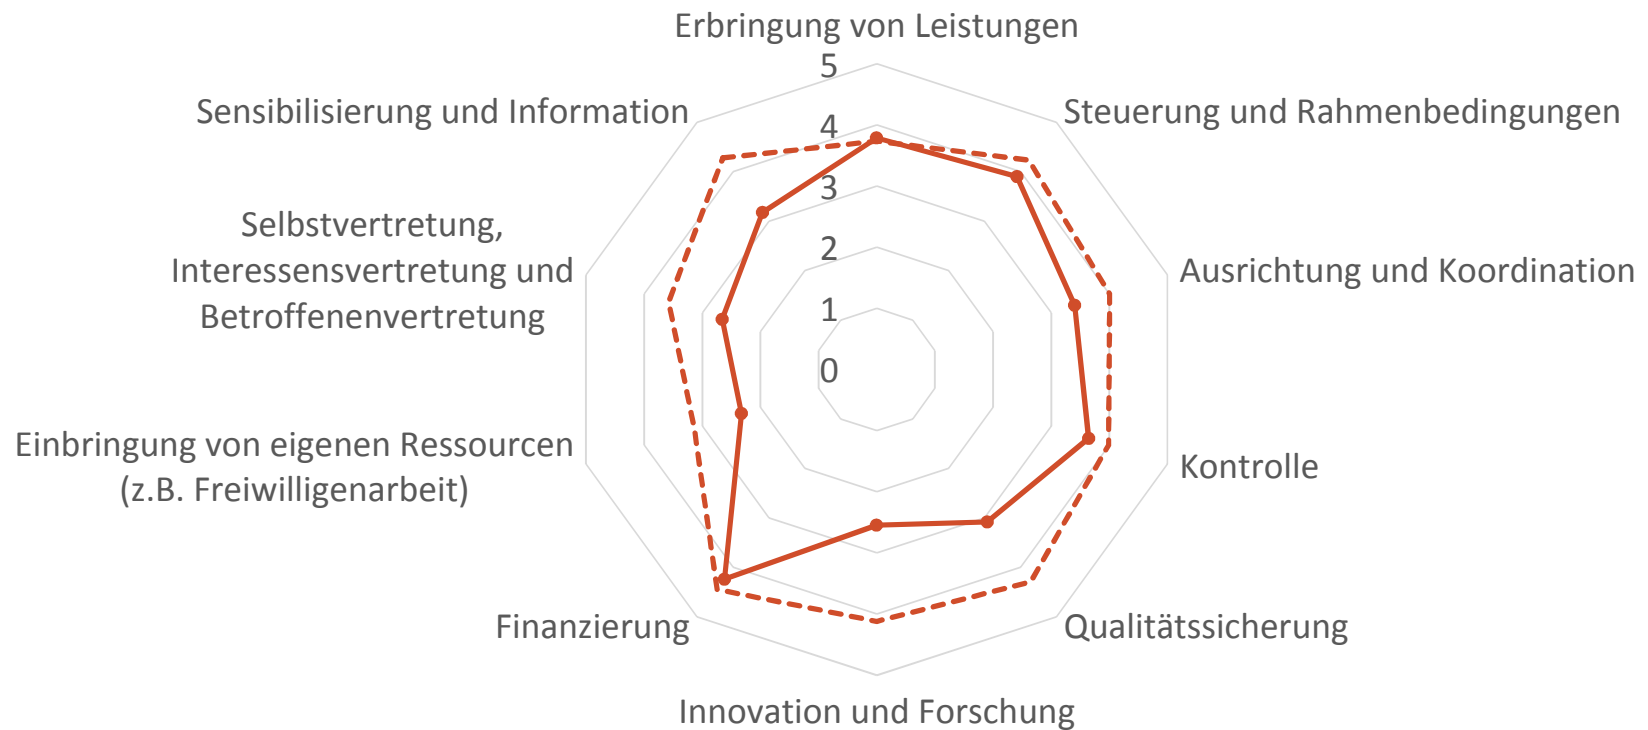 Erbringung von Leistungen
5
Sensibilisierung und Information
Steuerung und Rahmenbedingungen
4
3
Selbstvertretung,
Interessensvertretung und
Betroffenenvertretung
2
Ausrichtung und Koordination
1
0
Einbringung von eigenen Ressourcen
(z.B. Freiwilligenarbeit)
Kontrolle
Finanzierung
Qualitätssicherung
Innovation und Forschung